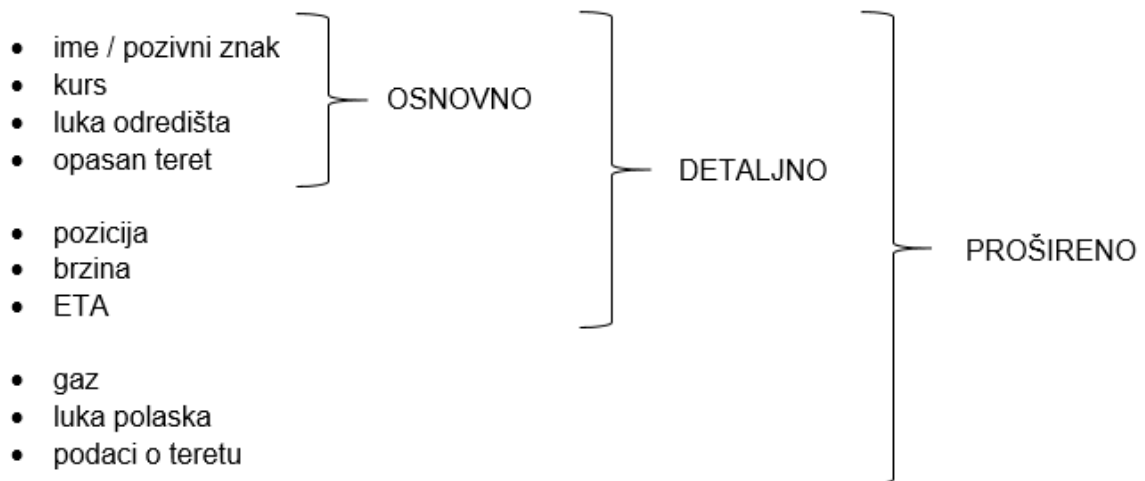 • ime / pozivni znak
• kurs
• luka odredišta
• opasan teret
OSNOVNO
• pozicija
• brzina
• ETA
DETALJNO
• gaz
• luka polaska
• podaci o teretu
PROŠIRENO